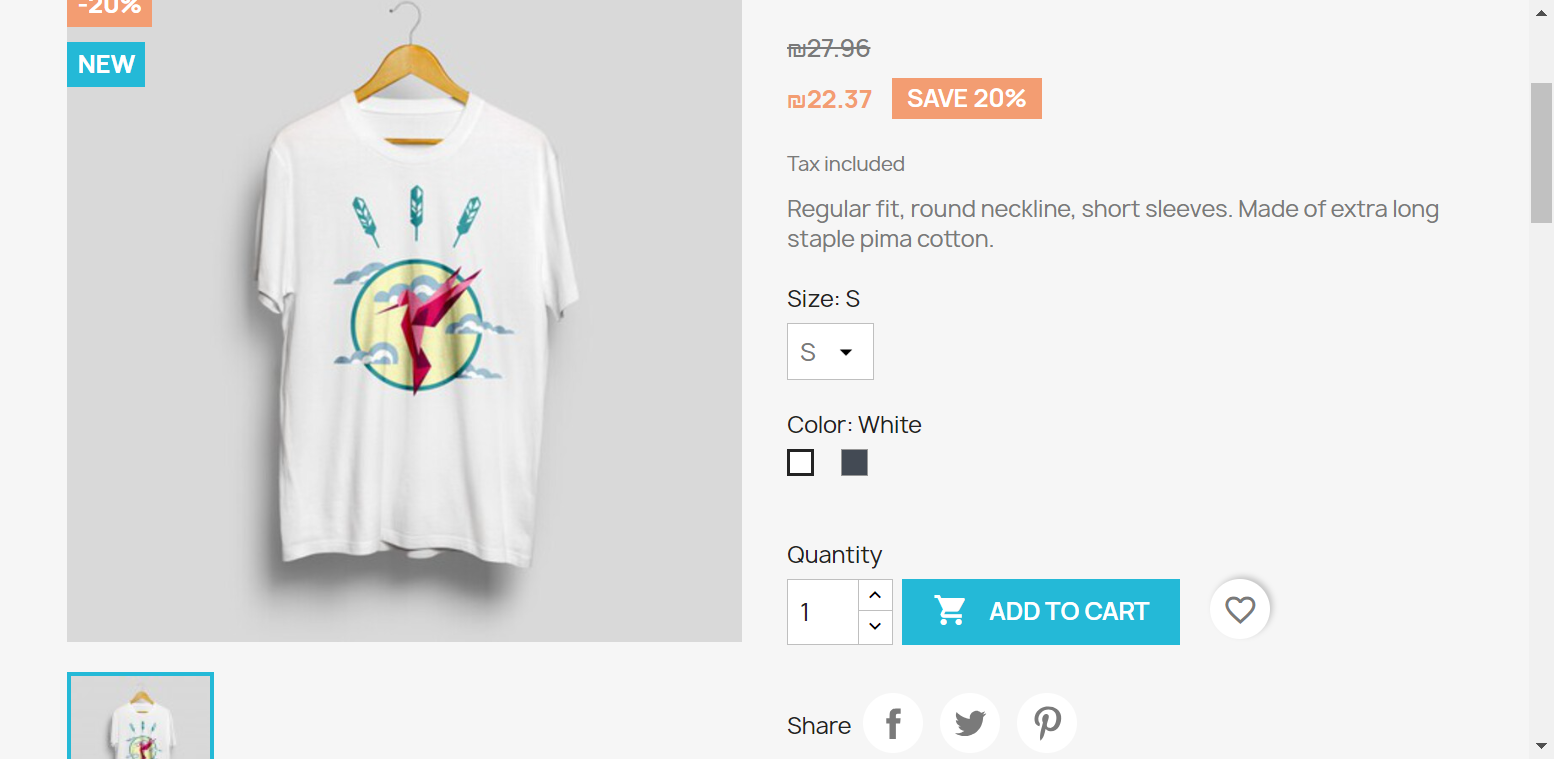 -20%
NEW
₪27.96
₪22.37 SAVE 20%
Tax included
Regular fit, round neckline, short sleeves. Made of extra long
staple pima cotton.
Size: S
S
Color: White
Quantity
1
ADD TO CART
Share